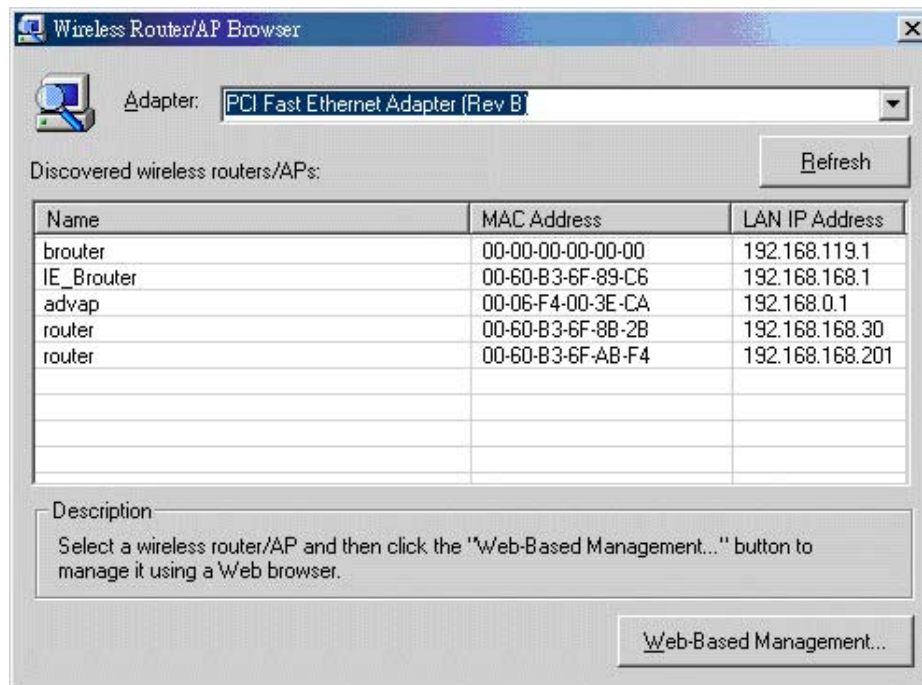 Wireless Router/AP Browser
Adapter: PCI Fast Ethernet Adapter (Rev B)
Refresh
Discovered wireless routers/APs:
Name MAC Address LAN IP Address
brouter 00-00-00-00-00-00 192.168.119.1
IE_Brouter 00-60-B3-6F-89-C6 192.168.168.1
advap 00-06-F4-00-3E-CA 192.168.0.1
router 00-60-B3-6F-8B-2B 192.168.168.30
router 00-60-B3-6F-AB-F4 192.168.168.201
Description
Select a wireless router/AP and then click the "Web-Based Management..." button to
manage it using a Web browser.
Web-Based Management...